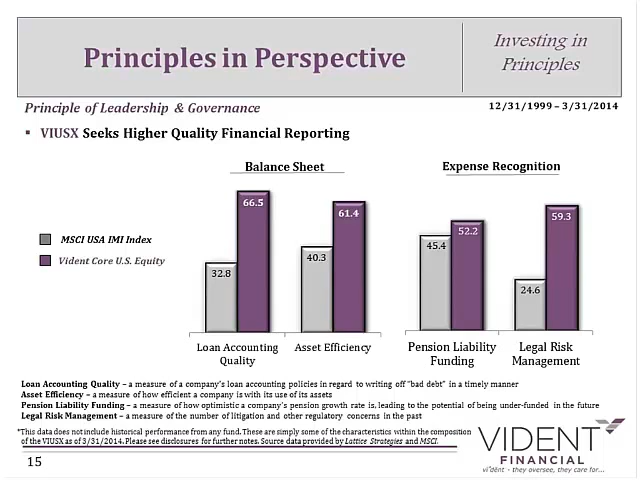 Principles in Perspective
Investing in
Principles
Principle of Leadership & Governance
12/31/1999 – 3/31/2014
▪ VIUSX Seeks Higher Quality Financial Reporting
Balance Sheet
Expense Recognition
MSCI USA IMI Index
Vident Core U.S. Equity
32.8
66.5
40.3
61.4
45.4
52.2
24.6
59.3
Loan Accounting
Quality
Asset Efficiency
Pension Liability
Funding
Legal Risk
Management
Loan Accounting Quality – a measure of a company's loan accounting policies in regard to writing off "bad debt" in a timely manner
Asset Efficiency – a measure of how efficient a company is with its use of its assets
Pension Liability Funding – a measure of how optimistic a company's pension growth rate is, leading to the potential of being under-funded in the future
Legal Risk Management – a measure of the number of litigation and other regulatory concerns in the past
*This data does not include historical performance from any fund. These are simply some of the characteristics within the composition
of the VIUSX as of 3/31/2014. Please see disclosures for further notes. Source data provided by Lattice Strategies and MSCI.
15
VIDENT
FINANCIAL
vi'dént - they oversee, they care for...